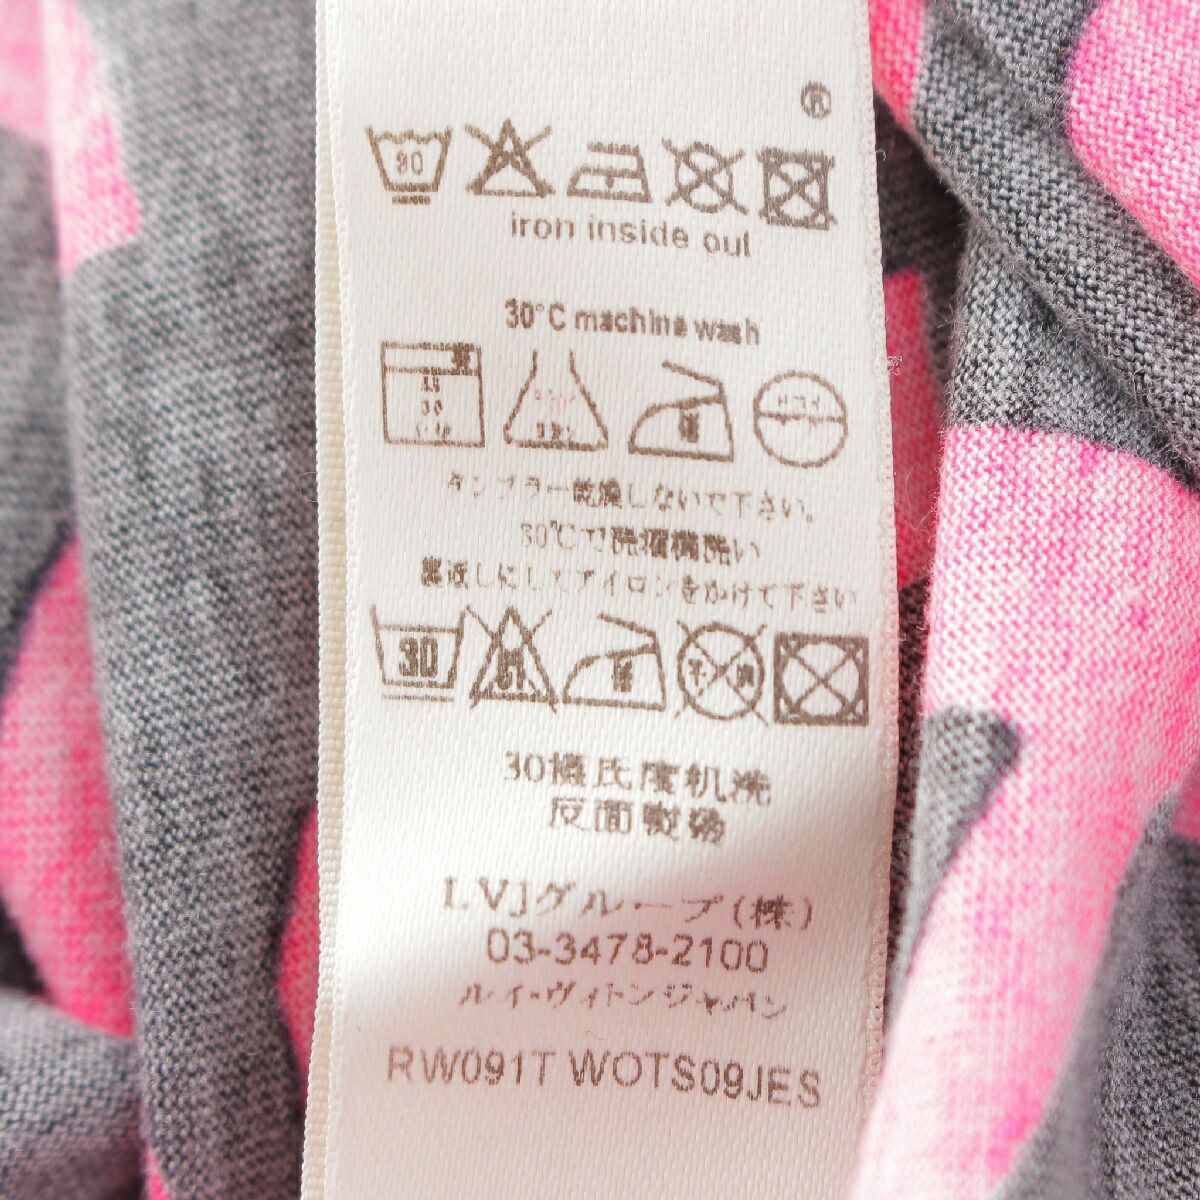 ®
30
iron inside out
30°C machine wash
30
タンブラー乾燥しないで下さい。
30℃で洗濯機洗い
裏返しにしてアイロンをかけて下さい
30
30攝氏度机洗
反面熨燙
LVJグループ(株)
03-3478-2100
ルイ・ヴィトンジャパン
RW091T WOTS09JES